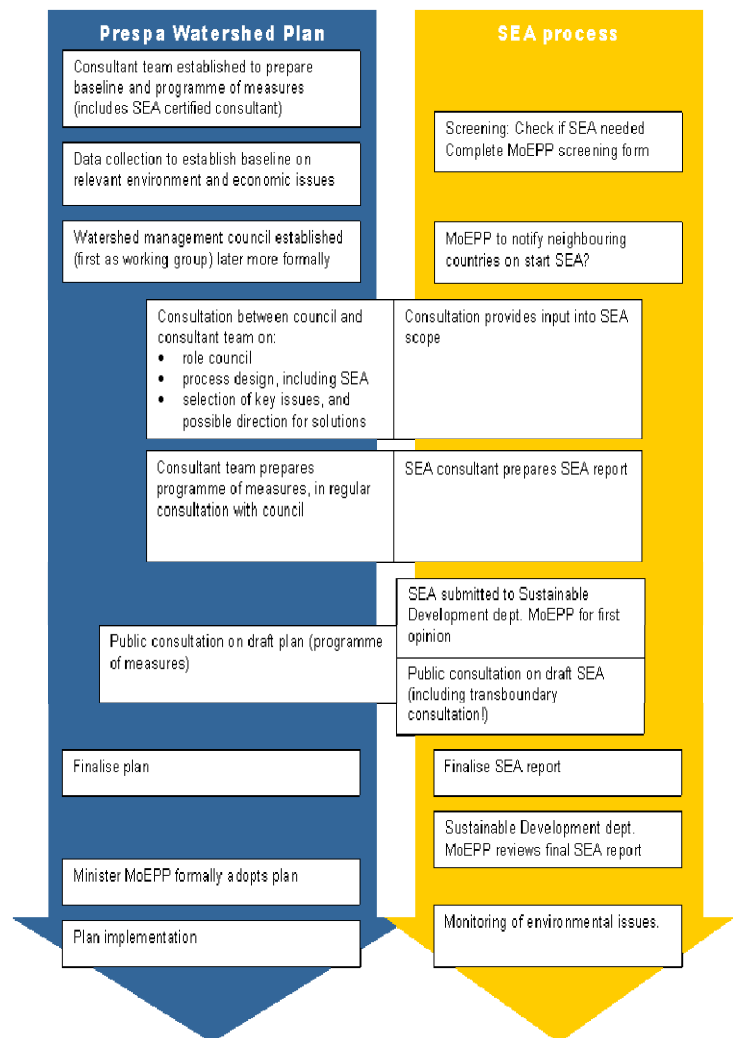 Prespa Watershed Plan
SEA process
Consultant team established to prepare
baseline and programme of measures
(includes SEA certified consultant)
Screening: Check if SEA needed
Complete MoEPP screening form
Data collection to establish baseline on
relevant environment and economic issues
Watershed management council established
(first as working group) later more formally
MoEPP to notify neighbouring
countries on start SEA?
Consultation between council and
consultant team on:
• role council
• process design, including SEA
• selection of key issues, and
possible direction for solutions
Consultation provides input into SEA
scope
Consultant team prepares
programme of measures, in regular
consultation with council
SEA consultant prepares SEA report
SEA submitted to Sustainable
Development dept. MoEPP for first
opinion
Public consultation on draft plan (programme
of measures)
Public consultation on draft SEA
(including transboundary
consultation!)
Finalise plan
Finalise SEA report
Sustainable Development dept.
MoEPP reviews final SEA report
Minister MoEPP formally adopts plan
Monitoring of environmental issues.
Plan implementation